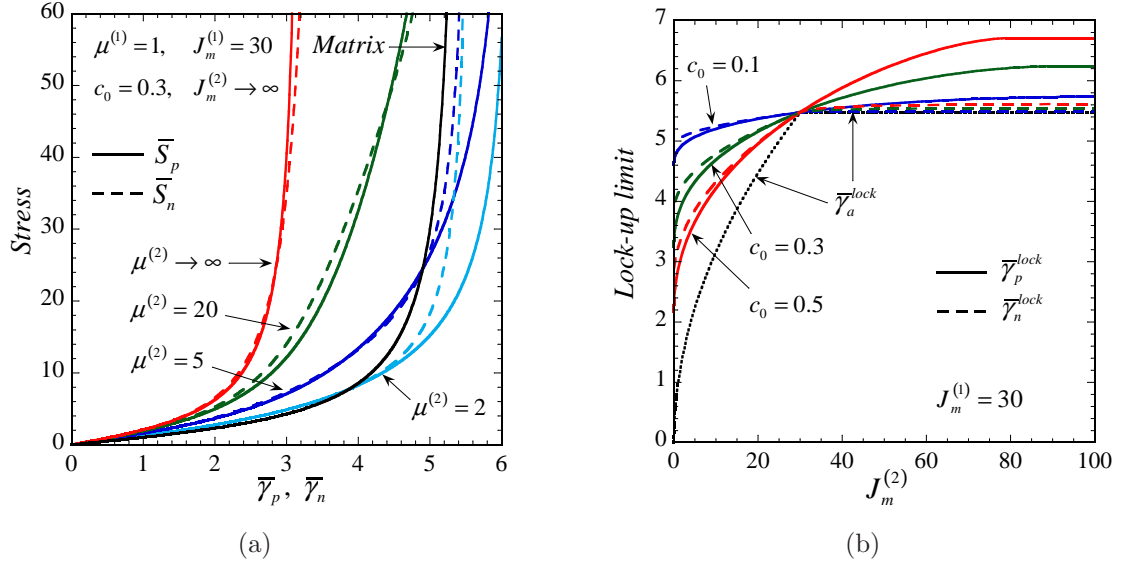 60
50
40
30
20
10
0
Stress
μ^(1) = 1, J_m^(1) = 30
c_0 = 0.3, J_m^(2) → ∞
Matrix
S̅_p
S̅_n
μ^(2) → ∞
μ^(2) = 20
μ^(2) = 5
μ^(2) = 2
0 1 2 3 4 5 6
γ̅_p, γ̅_n
(a)
8
7
6
5
4
3
2
1
0
Lock-up limit
c_0 = 0.1
γ̅_a^lock
c_0 = 0.3
c_0 = 0.5
γ̅_p^lock
γ̅_n^lock
J_m^(1) = 30
0 20 40 60 80 100
J_m^(2)
(b)